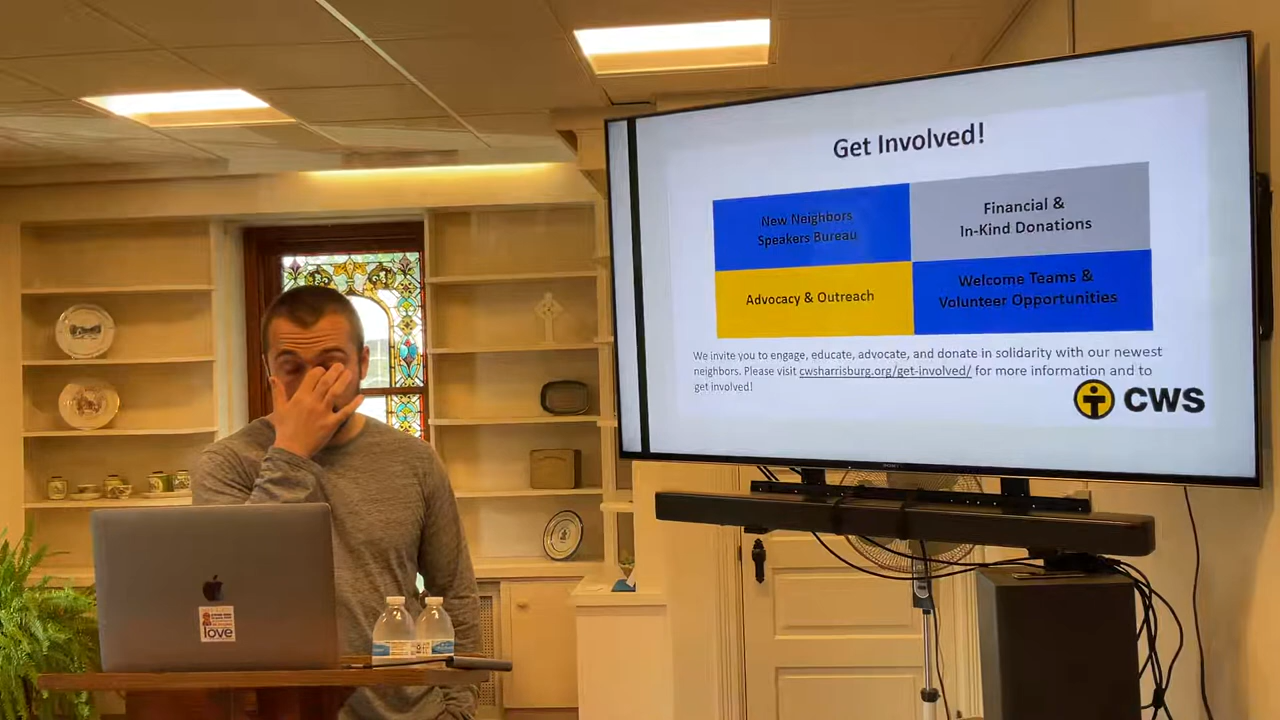 Get Involved!
New Neighbors
Speakers Bureau
Financial &
In-Kind Donations
Advocacy & Outreach
Welcome Teams &
Volunteer Opportunities
We invite you to engage, educate, advocate, and donate in solidarity with our newest
neighbors. Please visit cwsharrisburg.org/get-involved/ for more information and to
get involved!
CWS
SONY
love